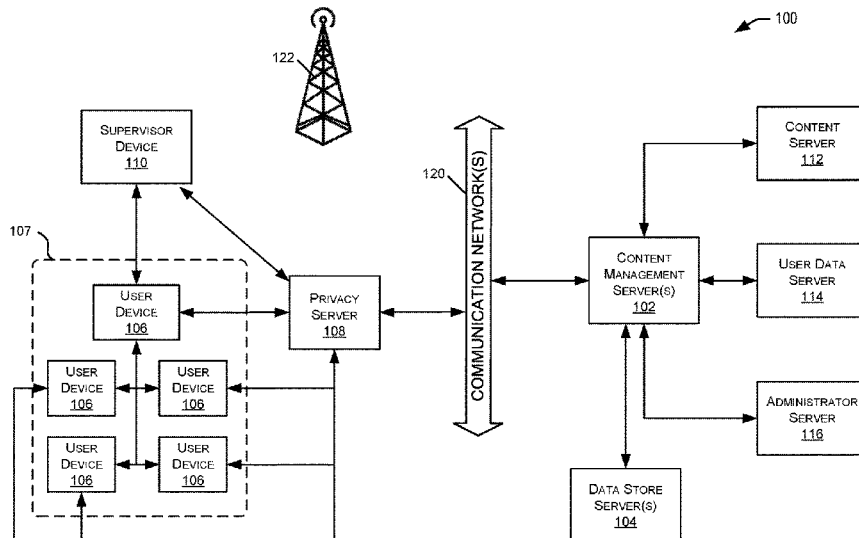 100
122
SUPERVISOR
DEVICE
110
120
COMMUNICATION NETWORK(S)
CONTENT
SERVER
112
107
USER
DEVICE
106
PRIVACY
SERVER
108
CONTENT
MANAGEMENT
SERVER(S)
102
USER DATA
SERVER
114
USER
DEVICE
106
USER
DEVICE
106
USER
DEVICE
106
USER
DEVICE
106
ADMINISTRATOR
SERVER
116
DATA STORE
SERVER(S)
104